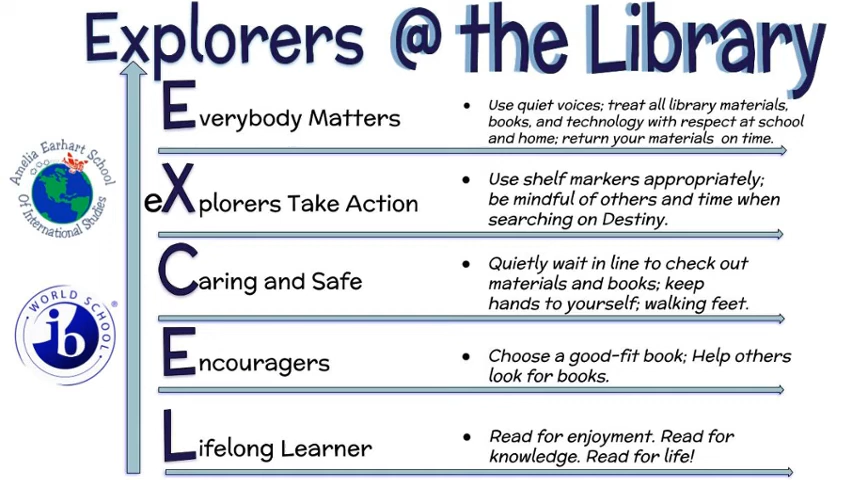 Explorers @ the Library
Everybody Matters
• Use quiet voices; treat all library materials,
books, and technology with respect at school
and home; return your materials on time.
Amelia Earhart School
Of International Studies
eXplorers Take Action
• Use shelf markers appropriately;
be mindful of others and time when
searching on Destiny.
Caring and Safe
• Quietly wait in line to check out
materials and books; keep
hands to yourself; walking feet.
WORLD SCHOOL ®
ib
Encouragers
• Choose a good-fit book; Help others
look for books.
Lifelong Learner
• Read for enjoyment. Read for
knowledge. Read for life!